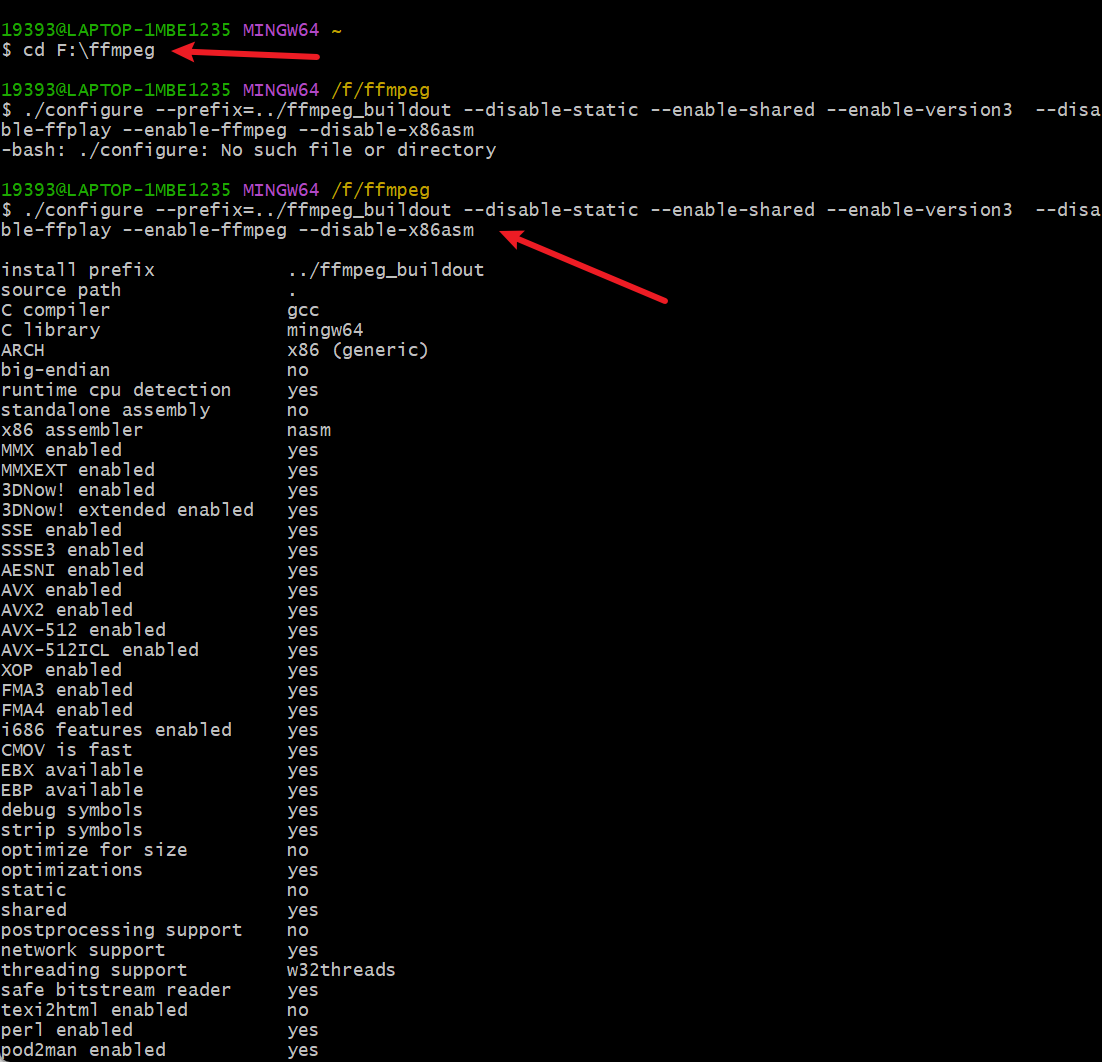 19393@LAPTOP-1MBE1235 MINGW64 ~
$ cd F:\ffmpeg
19393@LAPTOP-1MBE1235 MINGW64 /f/ffmpeg
$ ./configure --prefix=../ffmpeg_buildout --disable-static --enable-shared --enable-version3  --disa
ble-ffplay --enable-ffmpeg --disable-x86asm
-bash: ./configure: No such file or directory
19393@LAPTOP-1MBE1235 MINGW64 /f/ffmpeg
$ ./configure --prefix=../ffmpeg_buildout --disable-static --enable-shared --enable-version3  --disa
ble-ffplay --enable-ffmpeg --disable-x86asm
install prefix            ../ffmpeg_buildout
source path               .
C compiler                gcc
C library                 mingw64
ARCH                      x86 (generic)
big-endian                no
runtime cpu detection     yes
standalone assembly       no
x86 assembler             nasm
MMX enabled               yes
MMXEXT enabled            yes
3DNow! enabled            yes
3DNow! extended enabled   yes
SSE enabled               yes
SSSE3 enabled             yes
AESNI enabled             yes
AVX enabled               yes
AVX2 enabled              yes
AVX-512 enabled           yes
AVX-512ICL enabled        yes
XOP enabled               yes
FMA3 enabled              yes
FMA4 enabled              yes
i686 features enabled     yes
CMOV is fast              yes
EBX available             yes
EBP available             yes
debug symbols             yes
strip symbols             yes
optimize for size         no
optimizations             yes
static                    no
shared                    yes
postprocessing support    no
network support           yes
threading support         w32threads
safe bitstream reader     yes
texi2html enabled         no
perl enabled              yes
pod2man enabled           yes